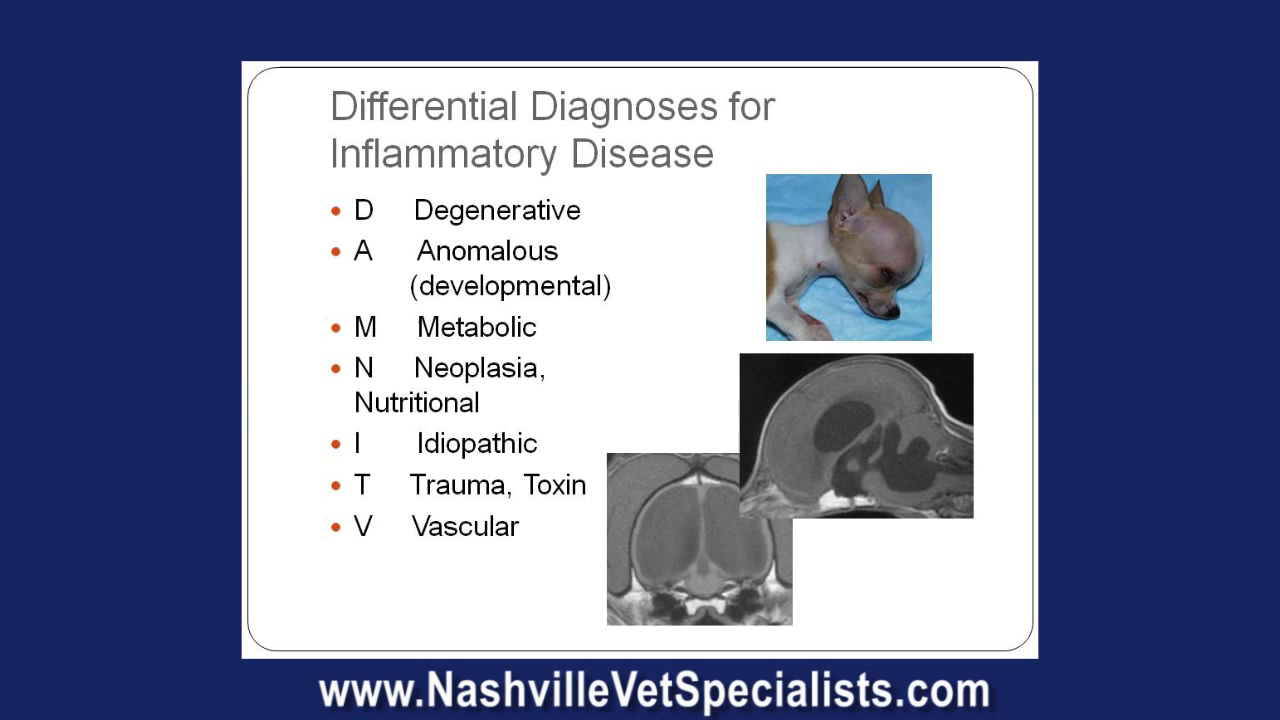 Differential Diagnoses for
Inflammatory Disease
• D Degenerative
• A Anomalous
(developmental)
• M Metabolic
• N Neoplasia,
Nutritional
• I Idiopathic
• T Trauma, Toxin
• V Vascular
www.NashvilleVetSpecialists.com